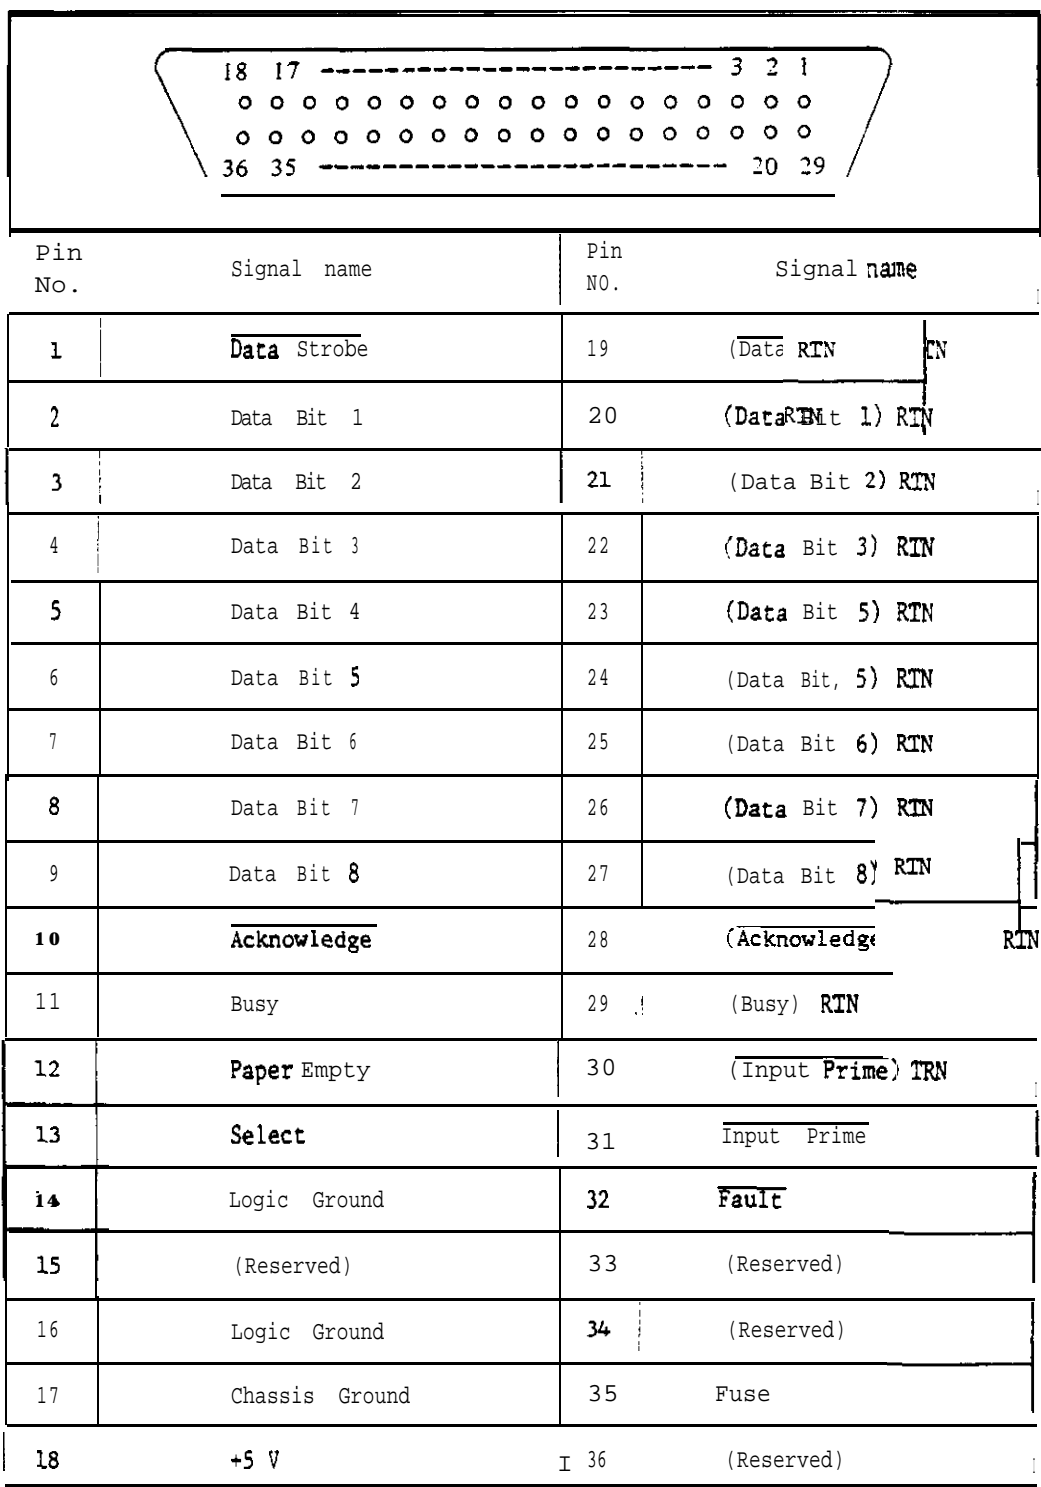 18 17 3 2 1
36 35 20 29
Pin No. Signal name Pin NO. Signal name
1 Data Strobe 19 (Data RTN
2 Data Bit 1 20 (Data Bit 1) RTN
3 Data Bit 2 21 (Data Bit 2) RTN
4 Data Bit 3 22 (Data Bit 3) RTN
5 Data Bit 4 23 (Data Bit 5) RTN
6 Data Bit 5 24 (Data Bit, 5) RTN
7 Data Bit 6 25 (Data Bit 6) RTN
8 Data Bit 7 26 (Data Bit 7) RTN
9 Data Bit 8 27 (Data Bit 8) RTN
10 Acknowledge 28 (Acknowledge RTN
11 Busy 29 (Busy) RTN
12 Paper Empty 30 (Input Prime) TRN
13 Select 31 Input Prime
14 Logic Ground 32 Fault
15 (Reserved) 33 (Reserved)
16 Logic Ground 34 (Reserved)
17 Chassis Ground 35 Fuse
18 +5 V 36 (Reserved)